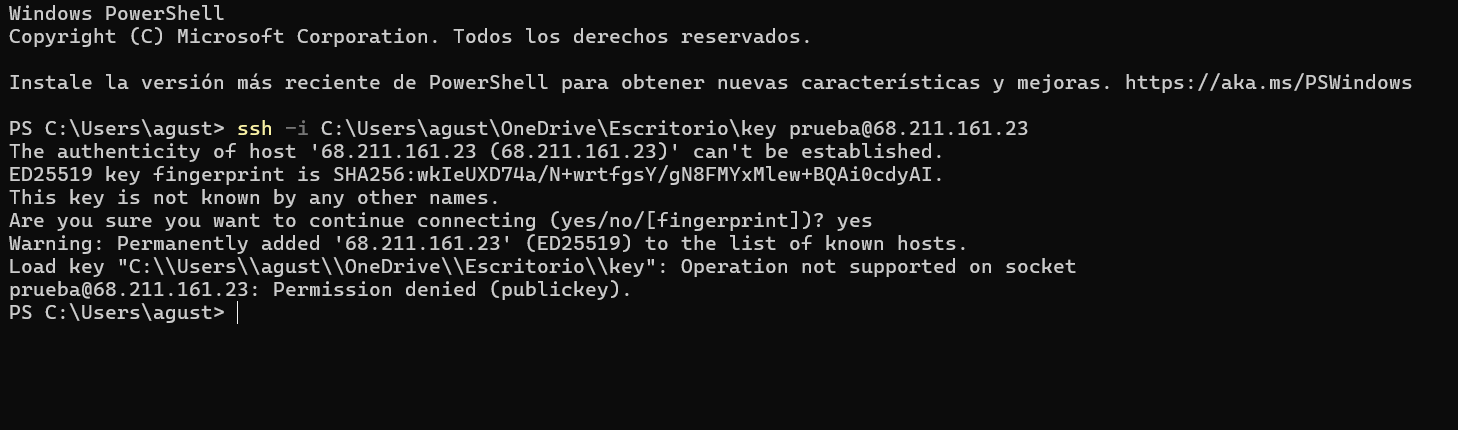 Windows PowerShell
Copyright (C) Microsoft Corporation. Todos los derechos reservados.
Instale la versión más reciente de PowerShell para obtener nuevas características y mejoras. https://aka.ms/PSWindows
PS C:\Users\agust> ssh -i C:\Users\agust\OneDrive\Escritorio\key prueba@68.211.161.23
The authenticity of host '68.211.161.23 (68.211.161.23)' can't be established.
ED25519 key fingerprint is SHA256:wkIeUXD74a/N+wrtfgsY/gN8FMYxMlew+BQAi0cdyAI.
This key is not known by any other names.
Are you sure you want to continue connecting (yes/no/[fingerprint])? yes
Warning: Permanently added '68.211.161.23' (ED25519) to the list of known hosts.
Load key "C:\\Users\\agust\\OneDrive\\Escritorio\\key": Operation not supported on socket
prueba@68.211.161.23: Permission denied (publickey).
PS C:\Users\agust>